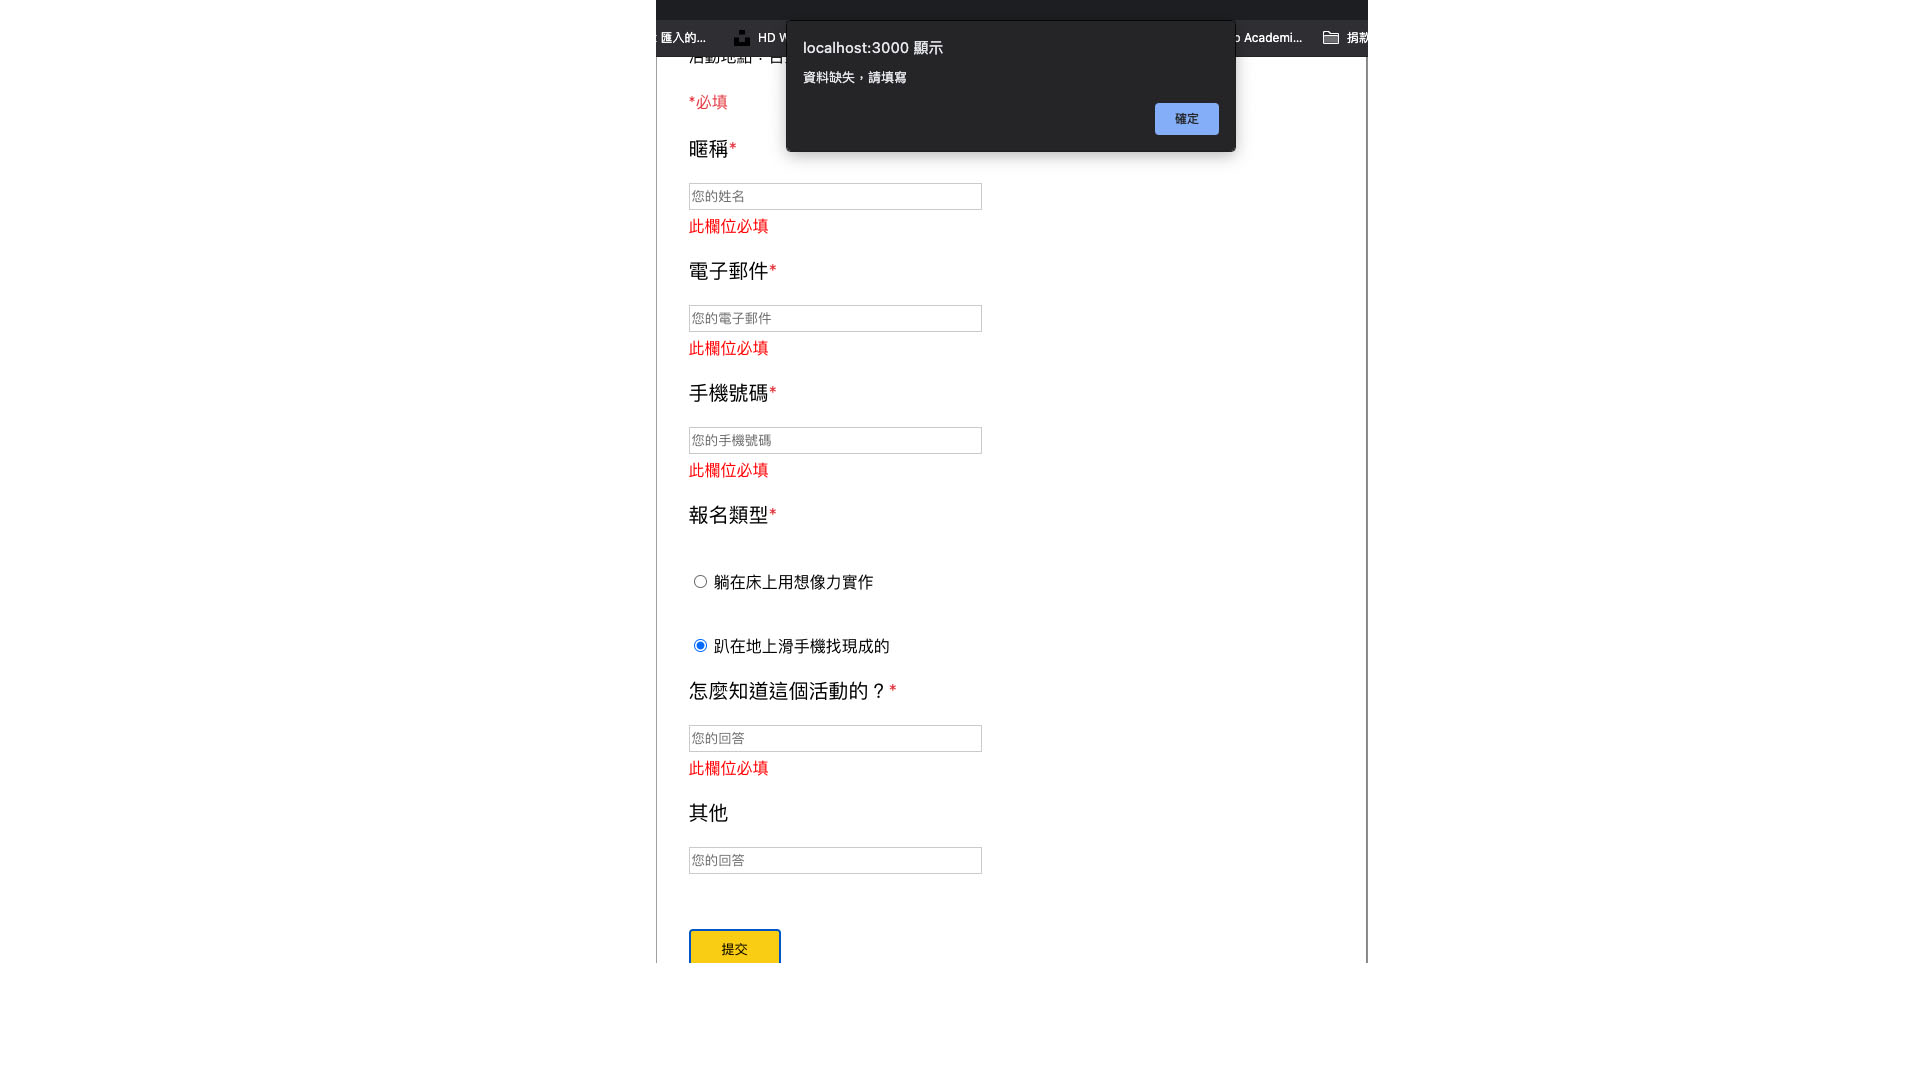 匯入的...
HD
Academi...
捐款
localhost:3000 顯示
資料缺失，請填寫
確定
活動地點：台
*必填
暱稱*
您的姓名
此欄位必填
電子郵件*
您的電子郵件
此欄位必填
手機號碼*
您的手機號碼
此欄位必填
報名類型*
躺在床上用想像力實作
趴在地上滑手機找現成的
怎麼知道這個活動的？*
您的回答
此欄位必填
其他
您的回答
提交